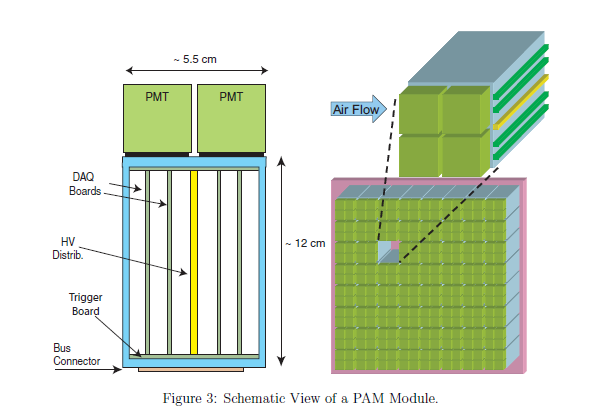 ~ 5.5 cm
PMT
PMT
Air Flow
DAQ
Boards
HV
Distrib.
~ 12 cm
Trigger
Board
Bus
Connector
Figure 3: Schematic View of a PAM Module.